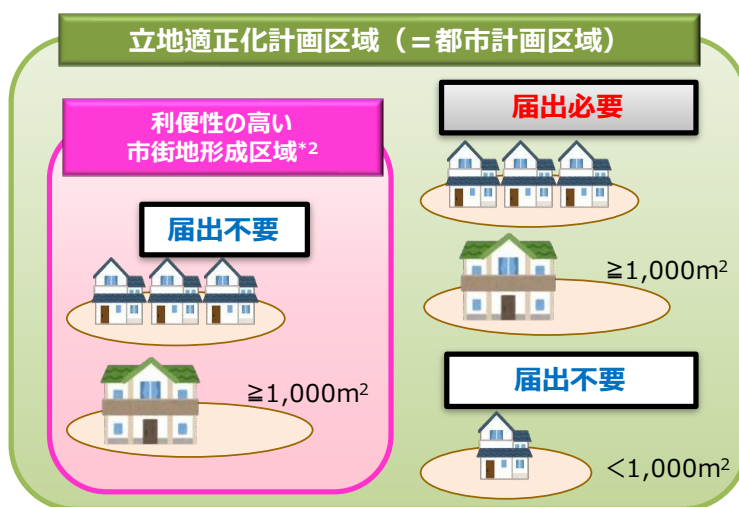 立地適正化計画区域（＝都市計画区域）
利便性の高い
市街地形成区域*2
届出不要
≧1,000m2
届出必要
≧1,000m2
届出不要
＜1,000m2